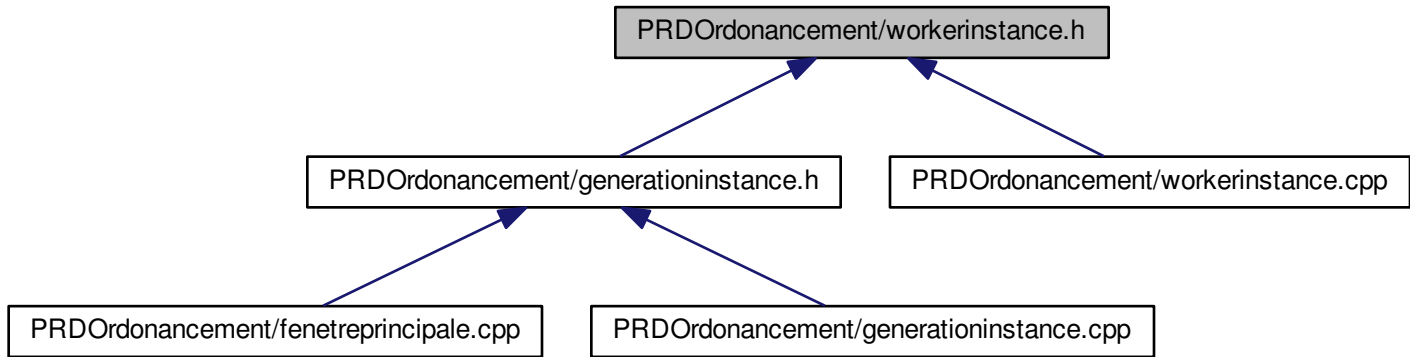 PRDOrdonancement/workerinstance.h
PRDOrdonancement/generationinstance.h
PRDOrdonancement/workerinstance.cpp
PRDOrdonancement/fenetreprincipale.cpp
PRDOrdonancement/generationinstance.cpp